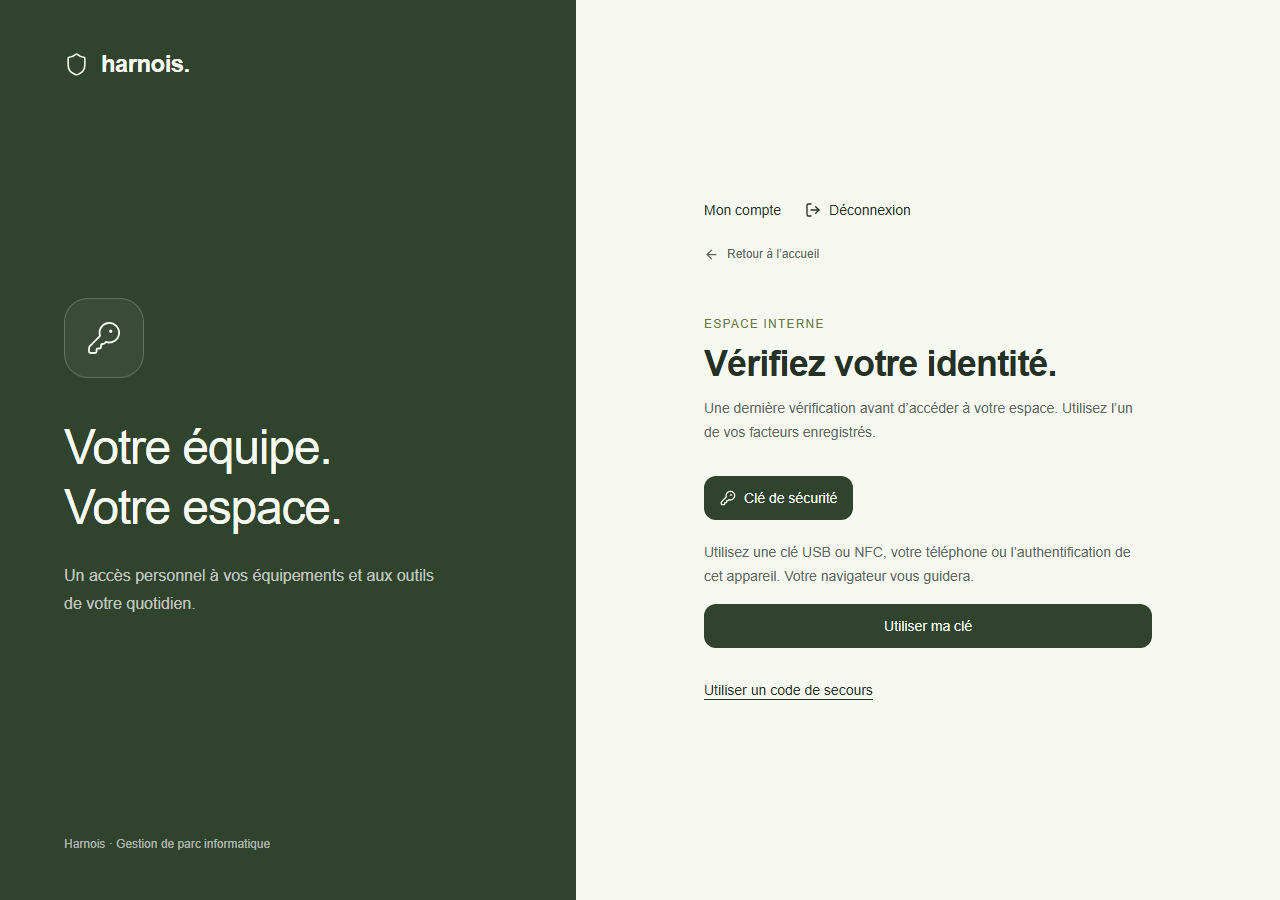 harnois.
Votre équipe.
Votre espace.
Un accès personnel à vos équipements et aux outils
de votre quotidien.
Harnois · Gestion de parc informatique
Mon compte
Déconnexion
Retour à l’accueil
ESPACE INTERNE
Vérifiez votre identité.
Une dernière vérification avant d’accéder à votre espace. Utilisez l’un
de vos facteurs enregistrés.
Clé de sécurité
Utilisez une clé USB ou NFC, votre téléphone ou l’authentification de
cet appareil. Votre navigateur vous guidera.
Utiliser ma clé
Utiliser un code de secours